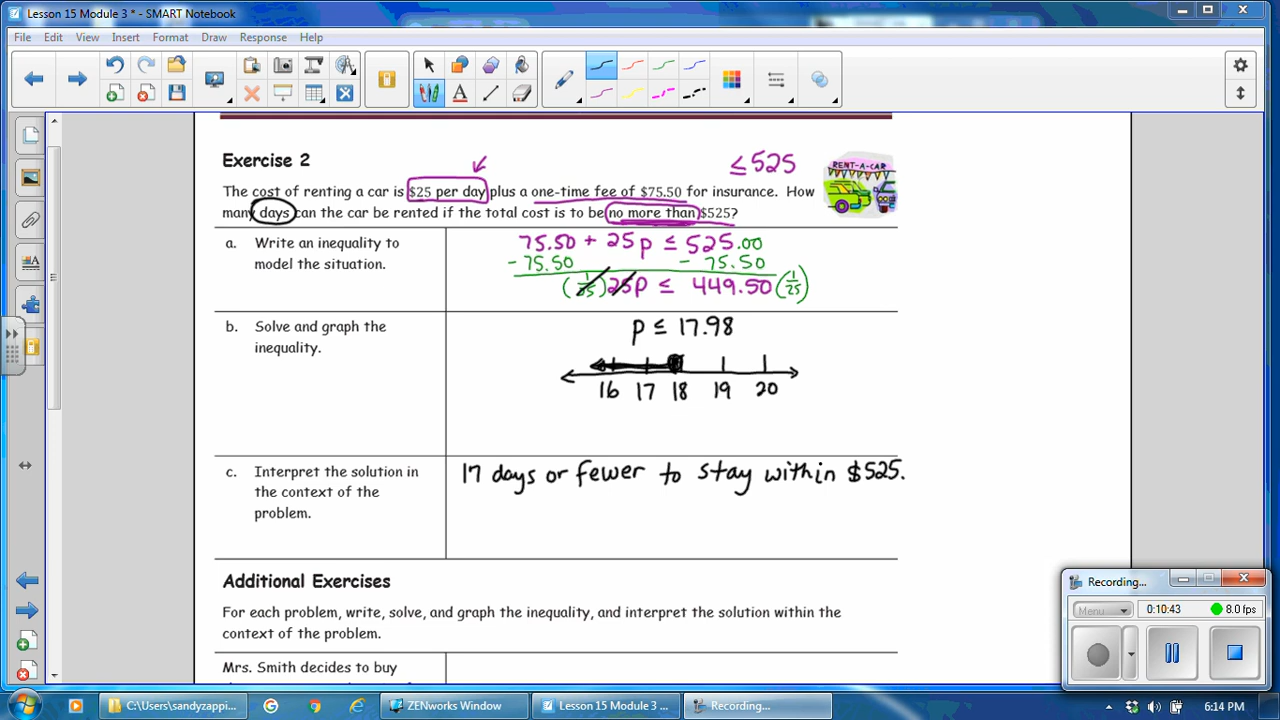 Lesson 15 Module 3 * - SMART Notebook
File Edit View Insert Format Draw Response Help
Exercise 2
≤ 525
RENT-A-CAR
The cost of renting a car is $25 per day plus a one-time fee of $75.50 for insurance. How
many days can the car be rented if the total cost is to be no more than $525?
a. Write an inequality to
model the situation.
75.50 + 25p ≤ 525.00
- 75.50 - 75.50
(1/25) 25p ≤ 449.50 (1/25)
b. Solve and graph the
inequality.
p ≤ 17.98
16 17 18 19 20
c. Interpret the solution in
the context of the
problem.
17 days or fewer to stay within $525.
Additional Exercises
For each problem, write, solve, and graph the inequality, and interpret the solution within the
context of the problem.
Mrs. Smith decides to buy
Recording...
Menu 0:10:43 8.0 fps
C:\Users\sandyzappi... ZENworks Window Lesson 15 Module 3 ... Recording... 6:14 PM